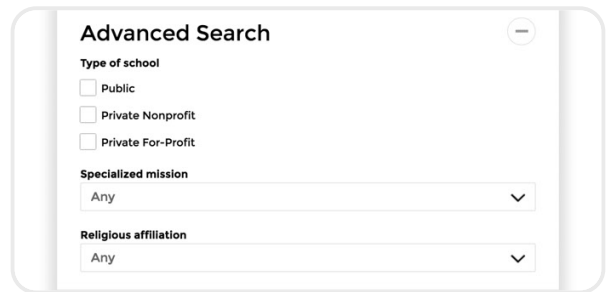 Advanced Search
Type of school
Public
Private Nonprofit
Private For-Profit
Specialized mission
Any
Religious affiliation
Any